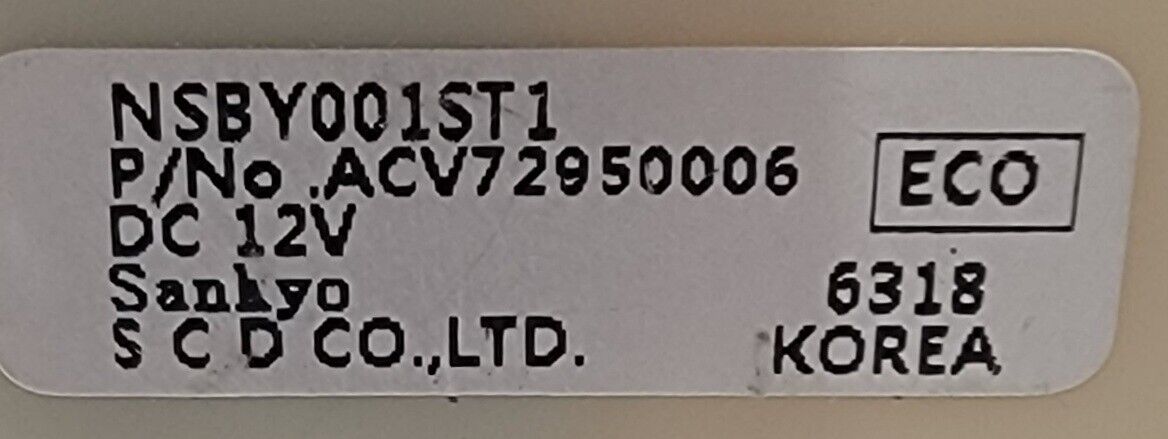 NSBY001ST1
P/No.ACV72950006
ECO
DC 12V
Sankyo
6318
S C D CO.,LTD.
KOREA